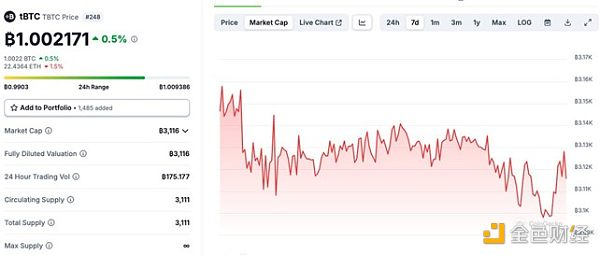 tBTC TBTC Price #248
฿1.002171 0.5%
1.0022 BTC 0.5%
22.4364 ETH 1.5%
฿0.9903 24h Range ฿1.009386
Add to Portfolio • 1,485 added
Market Cap ฿3,116
Fully Diluted Valuation ฿3,116
24 Hour Trading Vol ฿175.177
Circulating Supply 3,111
Total Supply 3,111
Max Supply ∞
Price Market Cap Live Chart 24h 7d 1m 3m 1y Max LOG
฿3.17K
฿3.16K
฿3.15K
฿3.14K
฿3.13K
฿3.12K
฿3.11K
฿3.1K
฿3.09K
金色财经